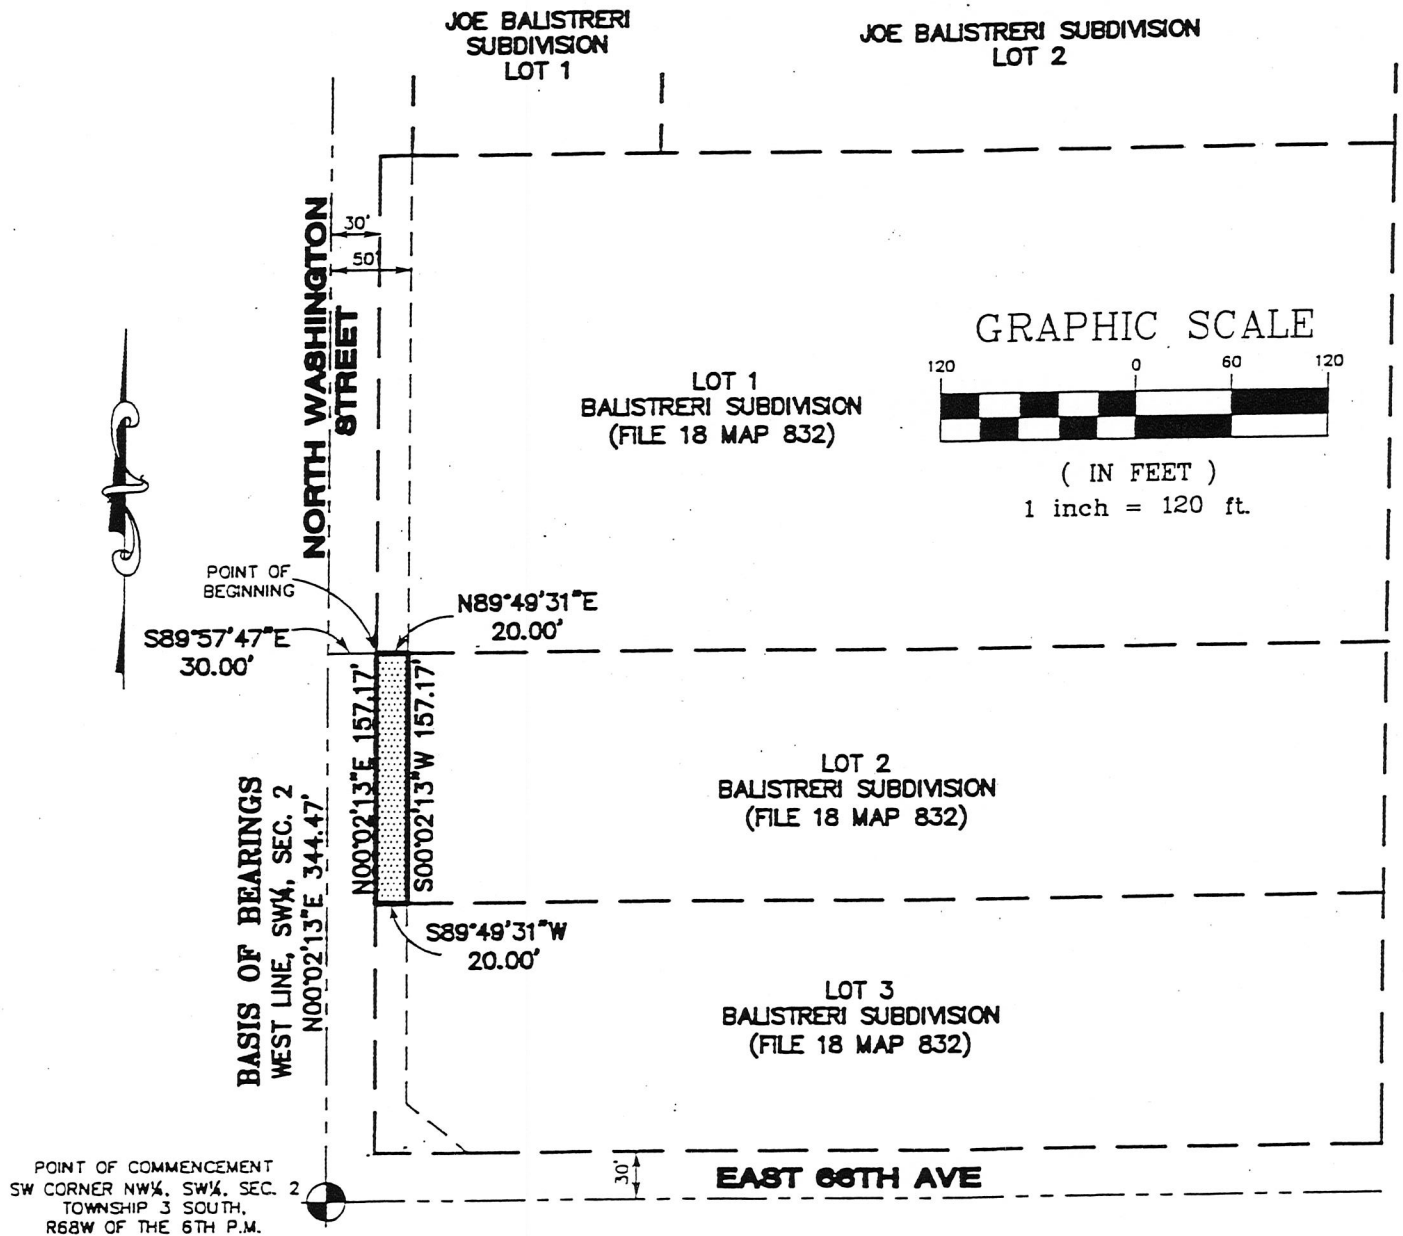 JOE BALISTRERI
SUBDIVISION
LOT 1
JOE BALISTRERI SUBDIVISION
LOT 2
NORTH WASHINGTON
STREET
30'
50'
GRAPHIC SCALE
120 0 60 120
( IN FEET )
1 inch = 120 ft.
LOT 1
BALISTRERI SUBDIVISION
(FILE 18 MAP 832)
POINT OF
BEGINNING
N89°49'31"E
20.00'
S89°57'47"E
30.00'
N00°02'13"E 157.17'
S00°02'13"W 157.17'
LOT 2
BALISTRERI SUBDIVISION
(FILE 18 MAP 832)
BASIS OF BEARINGS
WEST LINE, SW¼, SEC. 2
N00°02'13"E 344.47'
S89°49'31"W
20.00'
LOT 3
BALISTRERI SUBDIVISION
(FILE 18 MAP 832)
30'
EAST 66TH AVE
POINT OF COMMENCEMENT
SW CORNER NW¼, SW¼, SEC. 2
TOWNSHIP 3 SOUTH,
R68W OF THE 6TH P.M.